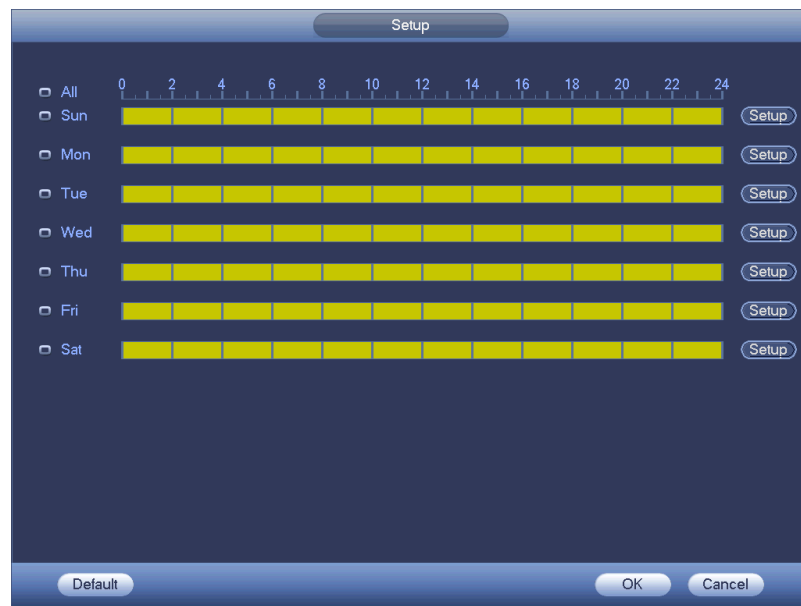 Setup
All 0 2 4 6 8 10 12 14 16 18 20 22 24
Sun Setup
Mon Setup
Tue Setup
Wed Setup
Thu Setup
Fri Setup
Sat Setup
Default OK Cancel